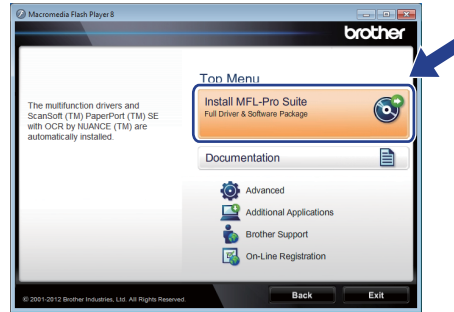 Macromedia Flash Player 8
brother
Top Menu
Install MFL-Pro Suite
Full Driver & Software Package
The multifunction drivers and
ScanSoft (TM) PaperPort (TM) SE
with OCR by NUANCE (TM) are
automatically installed.
Documentation
Advanced
Additional Applications
Brother Support
On-Line Registration
© 2001-2012 Brother Industries, Ltd. All Rights Reserved.
Back
Exit